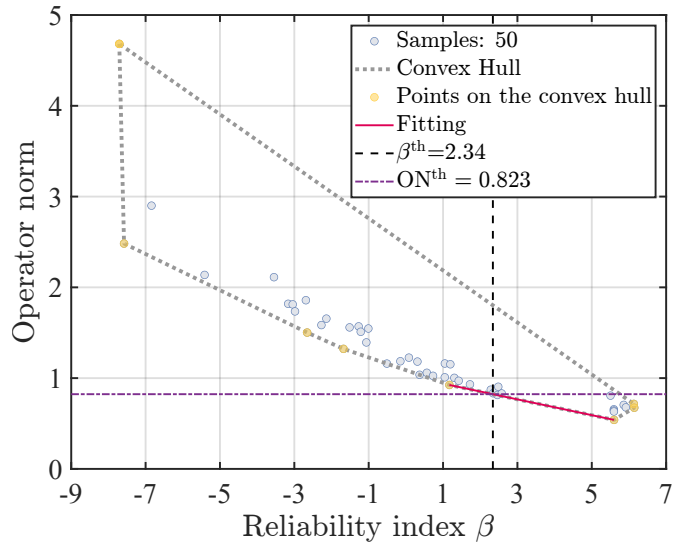 5
4
3
2
1
0
-9
-7
-5
-3
-1
1
3
5
7
Operator norm
Reliability index β
Samples: 50
Convex Hull
Points on the convex hull
Fitting
β^th=2.34
ON^th = 0.823